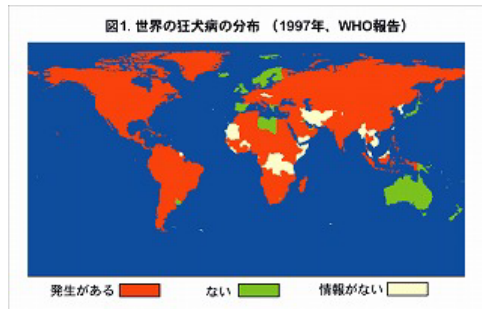 図1. 世界の狂犬病の分布 （1997年、WHO報告）
発生がある ない 情報がない